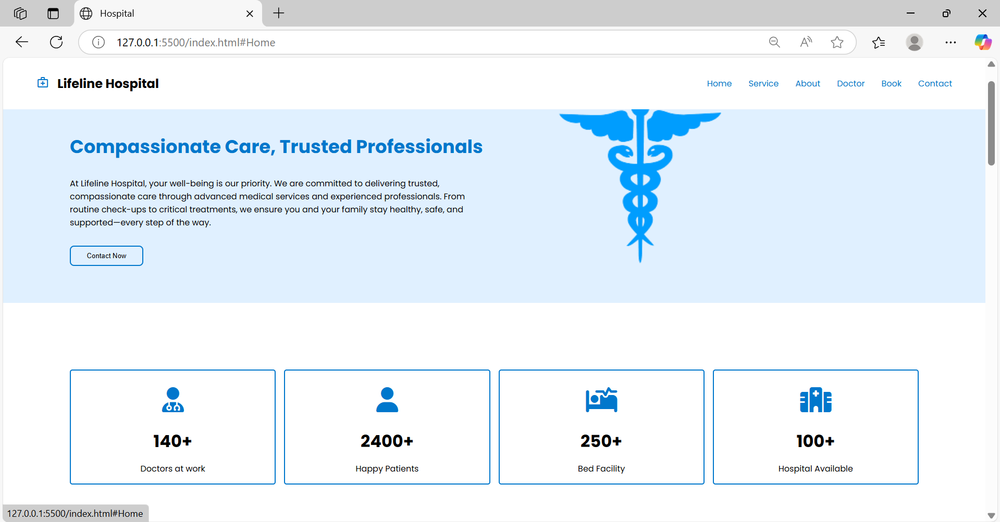 Hospital
127.0.0.1:5500/index.html#Home
Lifeline Hospital
Home Service About Doctor Book Contact
Compassionate Care, Trusted Professionals
At Lifeline Hospital, your well-being is our priority. We are committed to delivering trusted,
compassionate care through advanced medical services and experienced professionals. From
routine check-ups to critical treatments, we ensure you and your family stay healthy, safe, and
supported—every step of the way.
Contact Now
140+
Doctors at work
2400+
Happy Patients
250+
Bed Facility
100+
Hospital Available
127.0.0.1:5500/index.html#Home